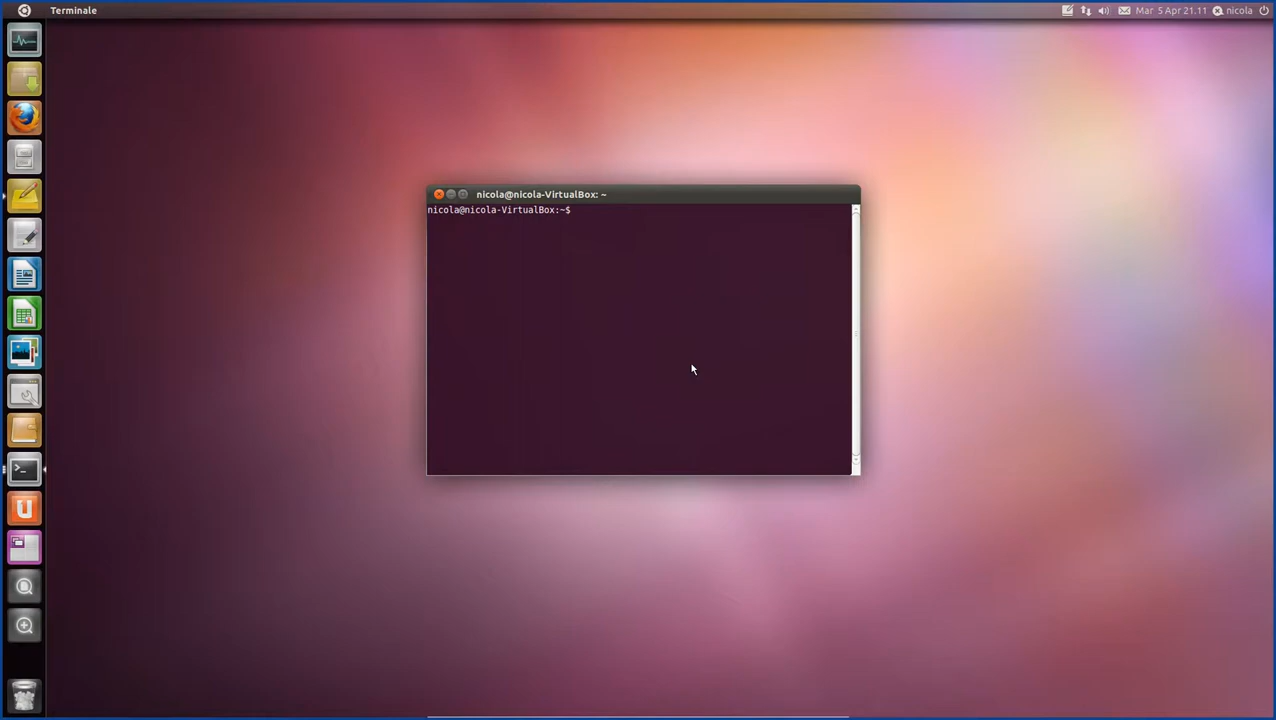 Terminale
Mar 5 Apr 21.11
nicola
nicola@nicola-VirtualBox: ~
nicola@nicola-VirtualBox:~$